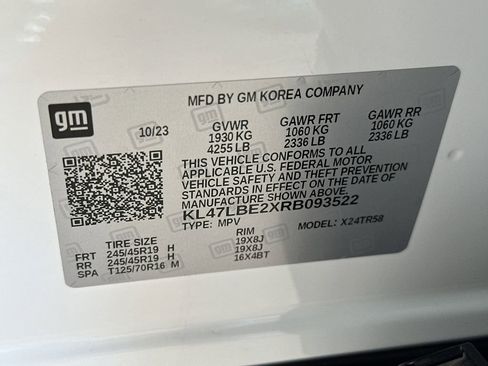 MFD BY GM KOREA COMPANY
gm
10/23 GVWR GAWR FRT GAWR RR
1930 KG 1060 KG 1060 KG
4255 LB 2336 LB 2336 LB
THIS VEHICLE CONFORMS TO ALL
APPLICABLE U.S. FEDERAL MOTOR
VEHICLE SAFETY AND THEFT PREVENTION
STANDARDS IN EFFECT ON THE DATE OF
MANUFACTURE SHOWN ABOVE.
KL47LBE2XRB093522
TYPE: MPV MODEL: X24TR58
TIRE SIZE RIM
FRT 245/45R19 H 19X8J
RR 245/45R19 H 19X8J
SPA T125/70R16 M 16X4BT